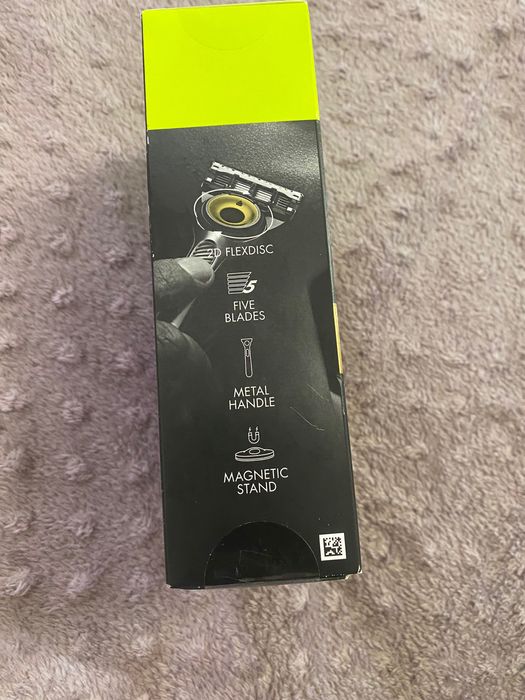 2D FLEXDISC
5
FIVE
BLADES
METAL
HANDLE
MAGNETIC
STAND